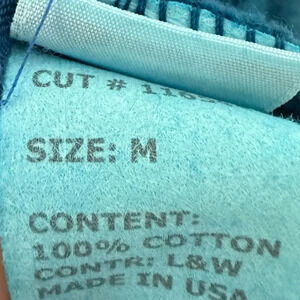 CUT #
SIZE: M
CONTENT:
100% COTTON
CONTR: L&W
MADE IN USA